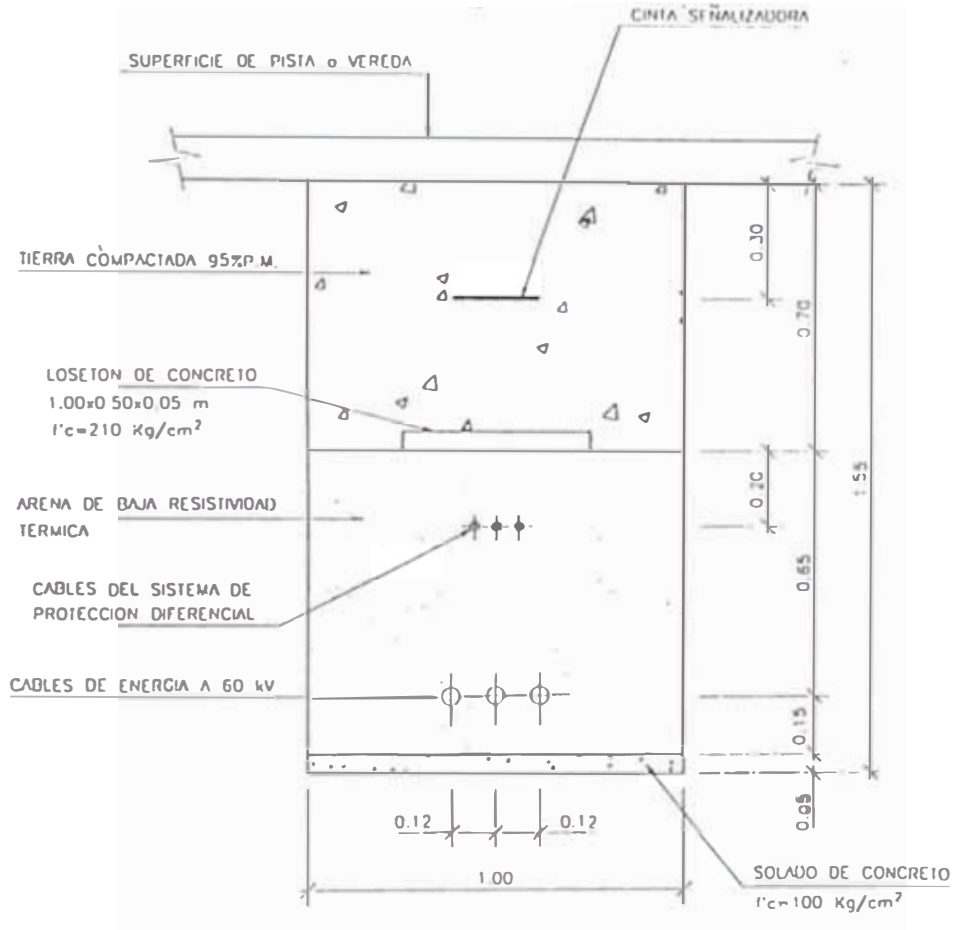 CINTA SEÑALIZADORA
SUPERFICIE DE PISTA o VEREDA
TIERRA COMPACTADA 95%P.M.
0.30
0.70
LOSETON DE CONCRETO
1.00x0.50x0,05 m
f'c=210 Kg/cm²
ARENA DE BAJA RESISTIVIDAD
TERMICA
0.20
1.55
0.65
CABLES DEL SISTEMA DE
PROTECCION DIFERENCIAL
CABLES DE ENERGIA A 60 kV
0.15
0.05
0.12
0.12
1.00
SOLADO DE CONCRETO
f'c=100 Kg/cm²